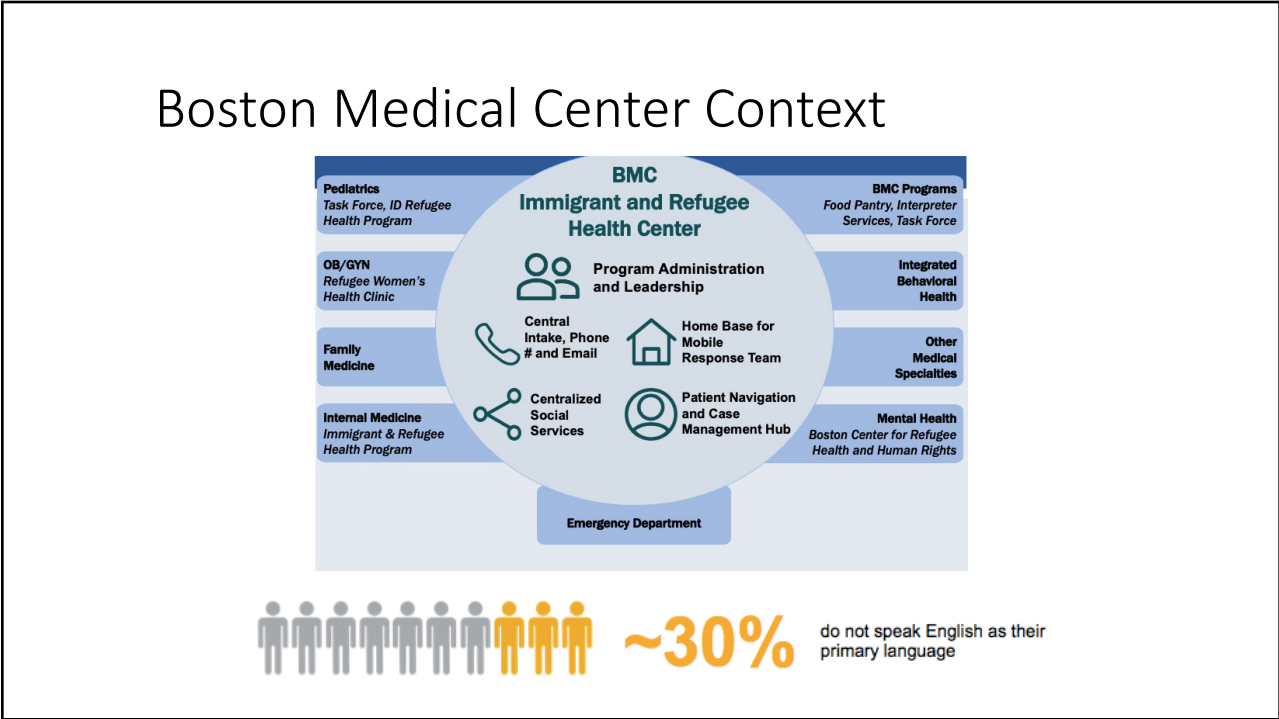 Boston Medical Center Context
BMC
Immigrant and Refugee
Health Center
Program Administration
and Leadership
Central
Intake, Phone
# and Email
Home Base for
Mobile
Response Team
Centralized
Social
Services
Patient Navigation
and Case
Management Hub
Pediatrics
Task Force, ID Refugee
Health Program
OB/GYN
Refugee Women's
Health Clinic
Family
Medicine
Internal Medicine
Immigrant & Refugee
Health Program
BMC Programs
Food Pantry, Interpreter
Services, Task Force
Integrated
Behavioral
Health
Other
Medical
Specialties
Mental Health
Boston Center for Refugee
Health and Human Rights
Emergency Department
~30%
do not speak English as their
primary language